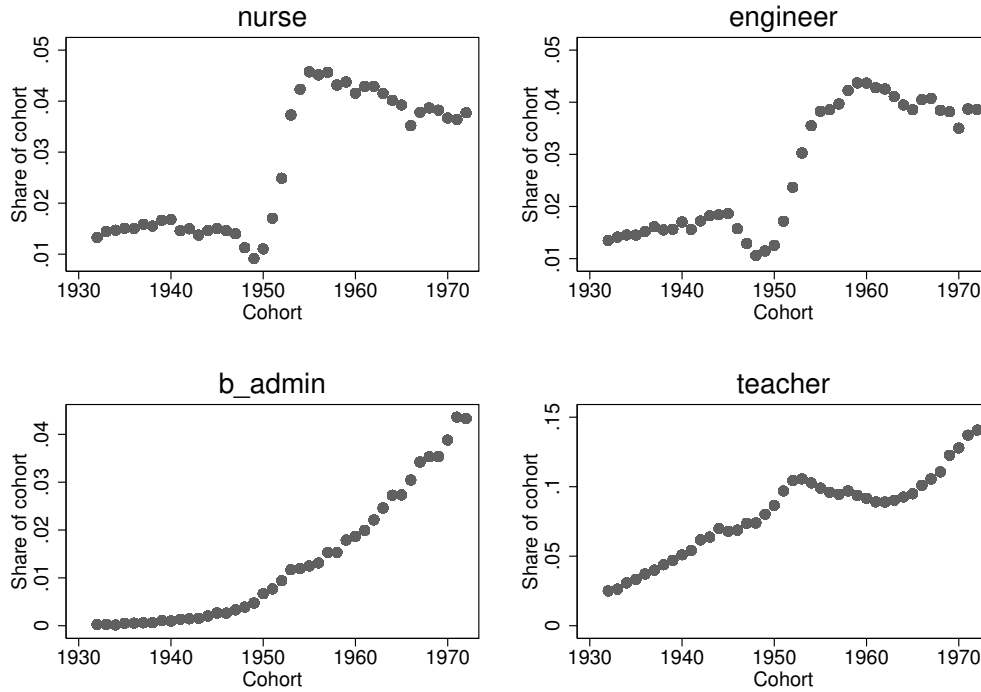 nurse
Share of cohort
.05
.04
.03
.02
.01
1930 1940 1950 1960 1970
Cohort
engineer
Share of cohort
.05
.04
.03
.02
.01
1930 1940 1950 1960 1970
Cohort
b_admin
Share of cohort
.04
.03
.02
.01
0
1930 1940 1950 1960 1970
Cohort
teacher
Share of cohort
.15
.1
.05
0
1930 1940 1950 1960 1970
Cohort